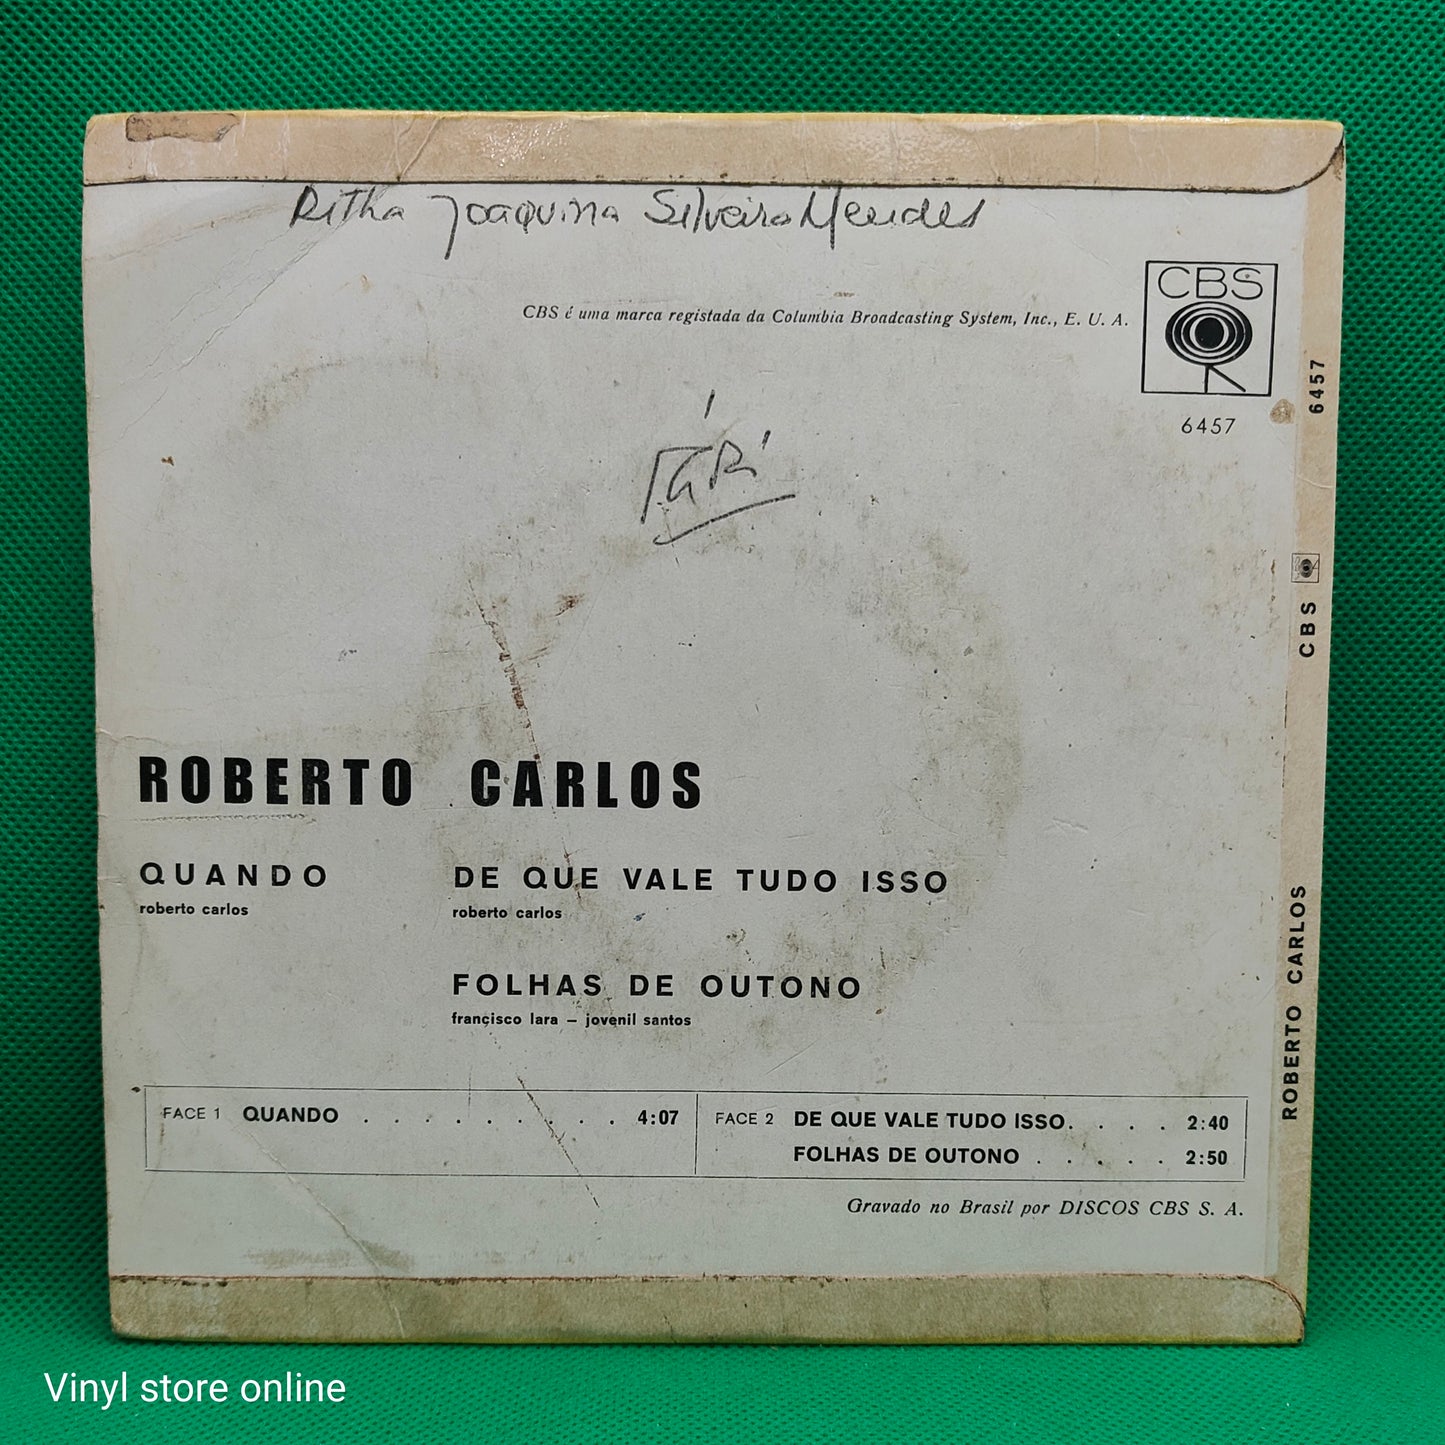 Ritha Joaquina Silveira Mendes
CBS é uma marca registada da Columbia Broadcasting System, Inc., E. U. A.
CBS
6457
6457
CBS
ROBERTO CARLOS
ROBERTO CARLOS
QUANDO
roberto carlos
DE QUE VALE TUDO ISSO
roberto carlos
FOLHAS DE OUTONO
francisco lara – jovenil santos
FACE 1 QUANDO . . . . . . . . . 4:07
FACE 2 DE QUE VALE TUDO ISSO. . . . 2:40
FOLHAS DE OUTONO . . . . . 2:50
Gravado no Brasil por DISCOS CBS S. A.
Vinyl store online